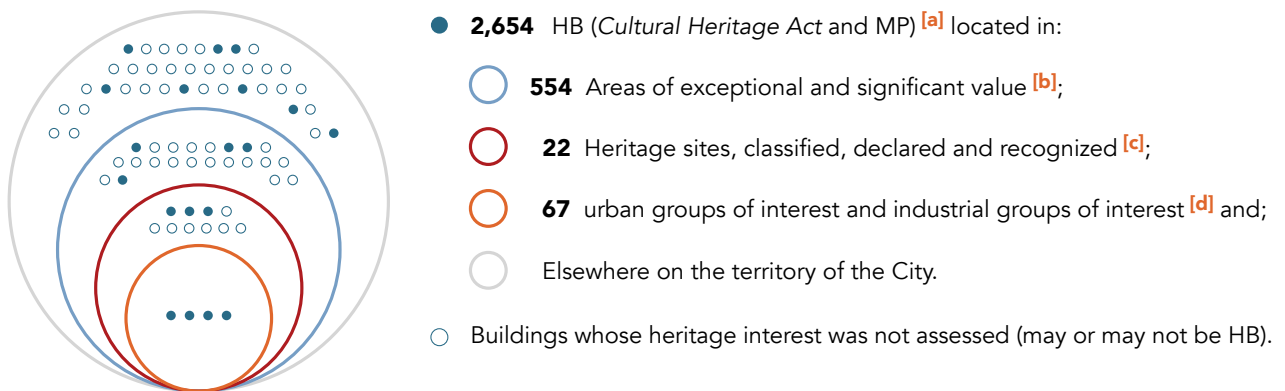 2,654 HB (Cultural Heritage Act and MP) [a] located in:
554 Areas of exceptional and significant value [b];
22 Heritage sites, classified, declared and recognized [c];
67 urban groups of interest and industrial groups of interest [d] and;
Elsewhere on the territory of the City.
Buildings whose heritage interest was not assessed (may or may not be HB).